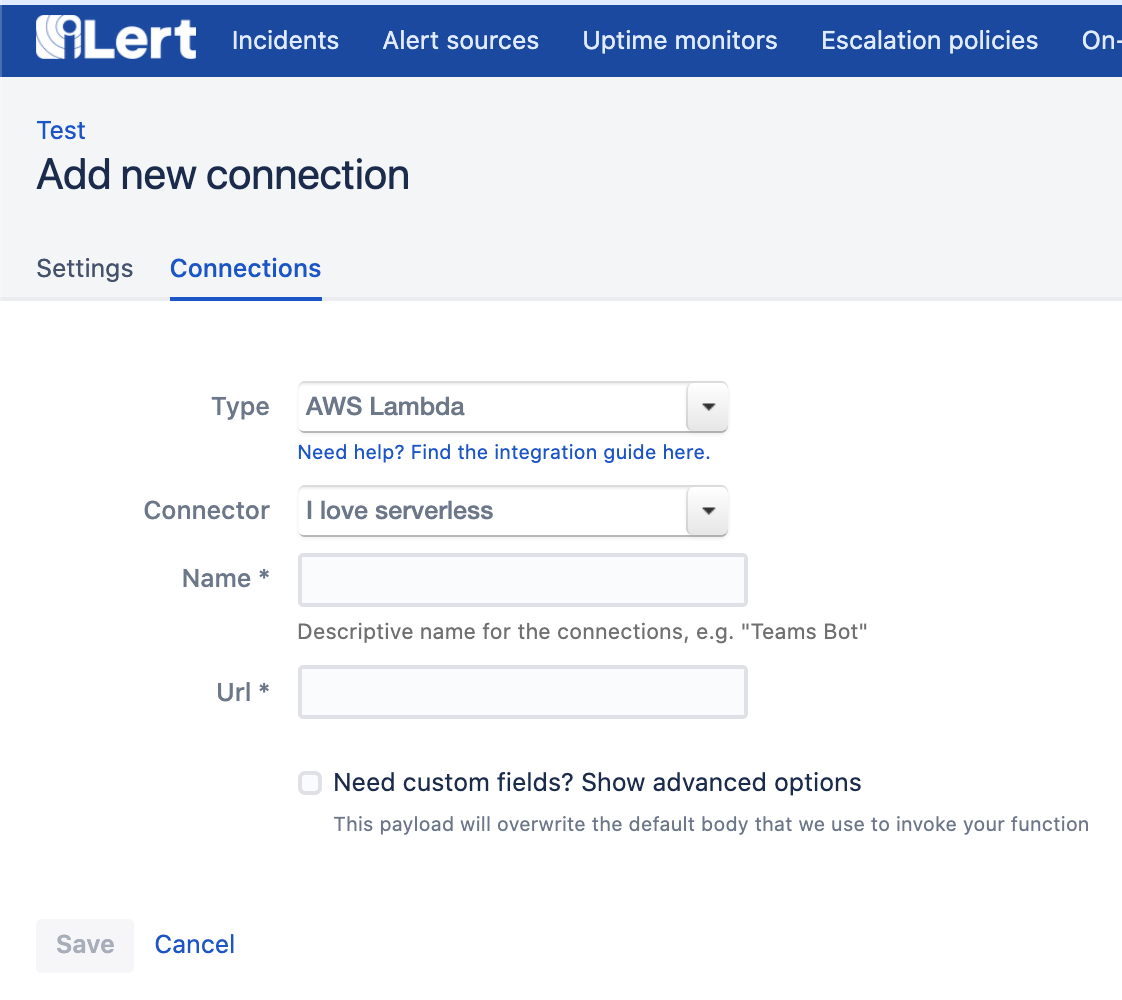 iLert Incidents Alert sources Uptime monitors Escalation policies On-
Test
Add new connection
Settings Connections
Type AWS Lambda
Need help? Find the integration guide here.
Connector I love serverless
Name *
Descriptive name for the connections, e.g. "Teams Bot"
Url *
Need custom fields? Show advanced options
This payload will overwrite the default body that we use to invoke your function
Save Cancel